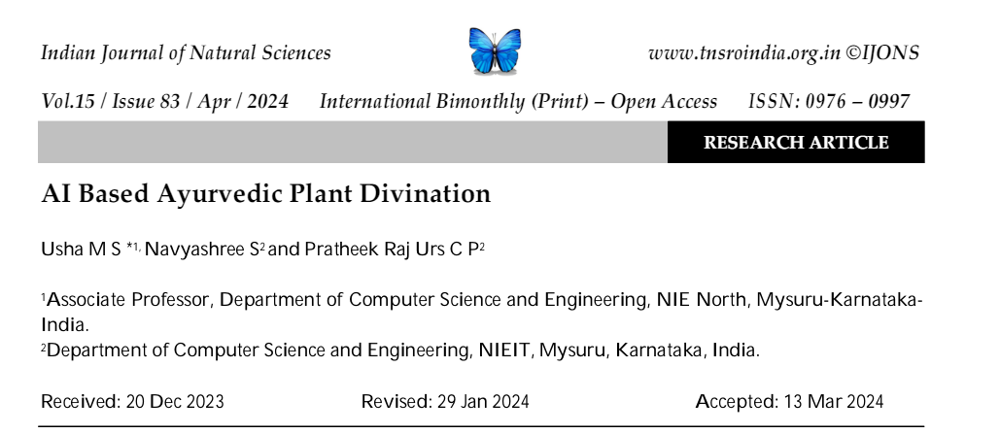 Indian Journal of Natural Sciences www.tnsroindia.org.in ©IJONS
Vol.15 / Issue 83 / Apr / 2024 International Bimonthly (Print) – Open Access ISSN: 0976 – 0997
RESEARCH ARTICLE
AI Based Ayurvedic Plant Divination
Usha M S *1, Navyashree S2 and Pratheek Raj Urs C P2
1Associate Professor, Department of Computer Science and Engineering, NIE North, Mysuru-Karnataka-
India.
2Department of Computer Science and Engineering, NIEIT, Mysuru, Karnataka, India.
Received: 20 Dec 2023 Revised: 29 Jan 2024 Accepted: 13 Mar 2024